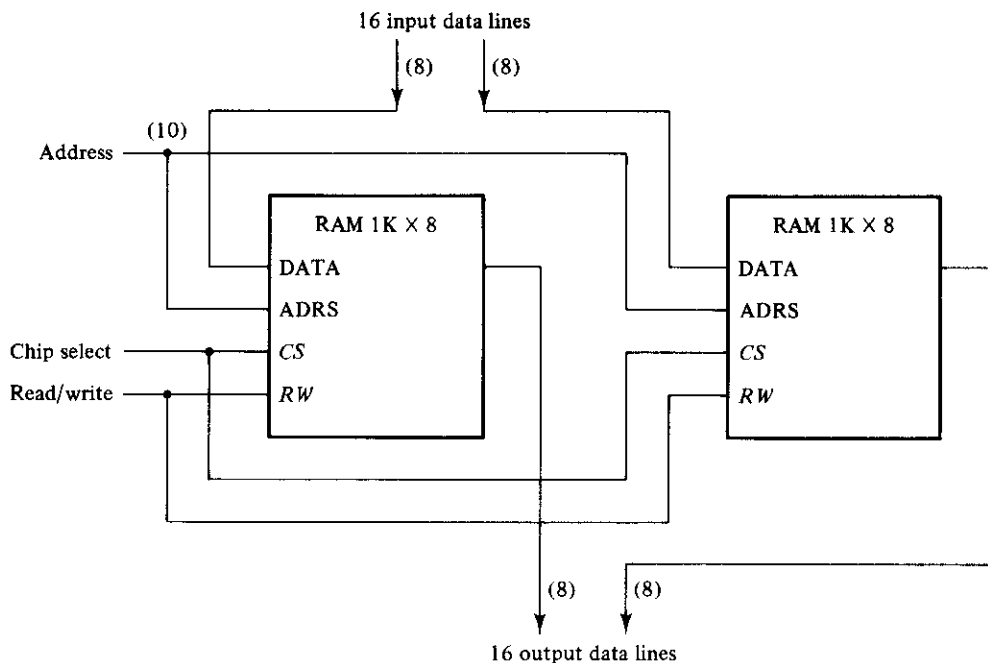 16 input data lines
(8)
(8)
(10)
Address
RAM 1K × 8
DATA
ADRS
CS
RW
RAM 1K × 8
DATA
ADRS
CS
RW
Chip select
Read/write
(8)
(8)
16 output data lines